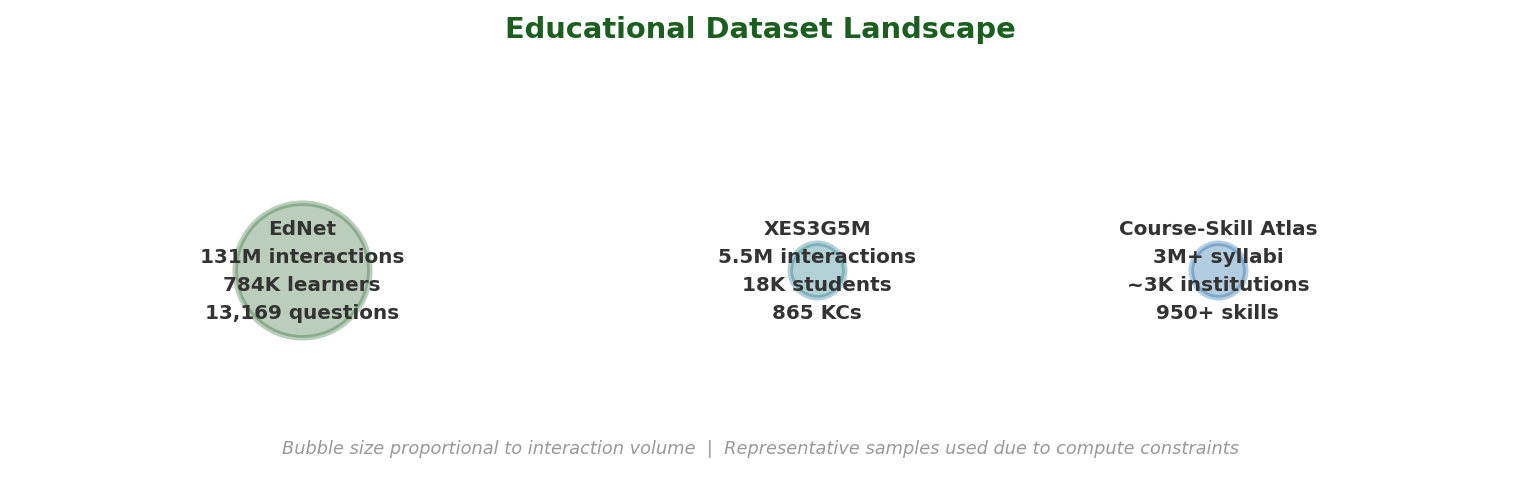 Educational Dataset Landscape
EdNet
131M interactions
784K learners
13,169 questions
XES3G5M
5.5M interactions
18K students
865 KCs
Course-Skill Atlas
3M+ syllabi
~3K institutions
950+ skills
Bubble size proportional to interaction volume | Representative samples used due to compute constraints